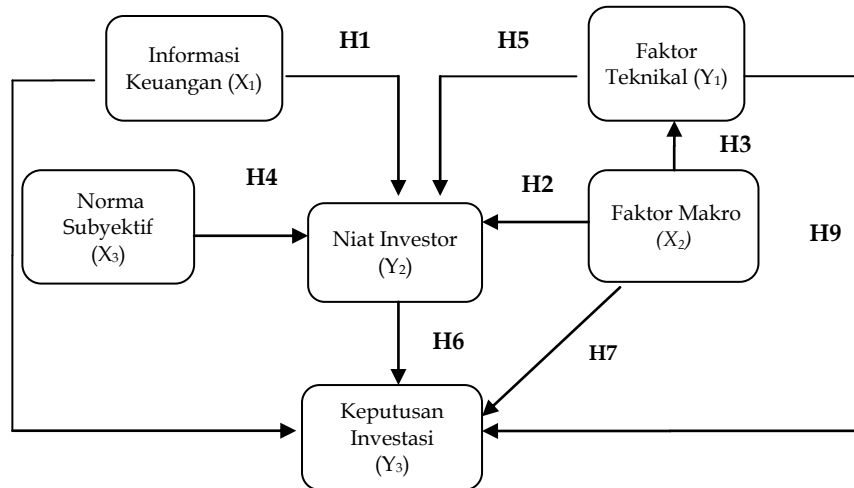 Informasi
Keuangan (X₁)
H1
H5
Faktor
Teknikal (Y₁)
H3
Norma
Subyektif
(X₃)
H4
Niat Investor
(Y₂)
H2
Faktor Makro
(X₂)
H9
H6
H7
Keputusan
Investasi
(Y₃)